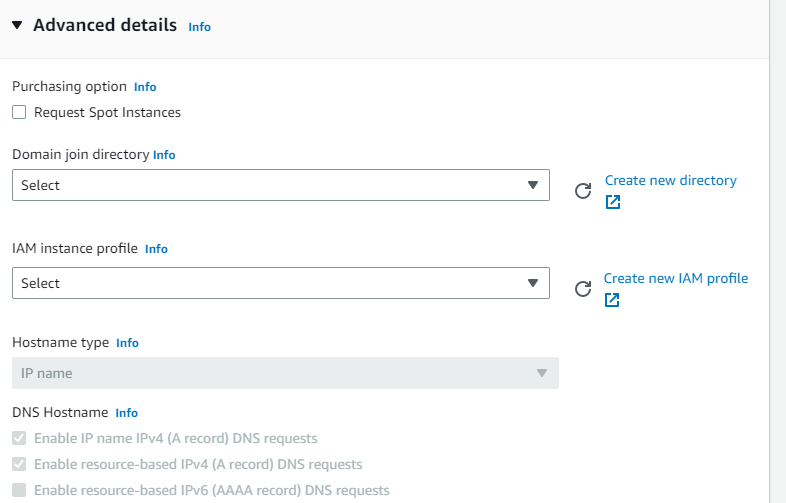 Advanced details Info
Purchasing option Info
Request Spot Instances
Domain join directory Info
Select
Create new directory
IAM instance profile Info
Select
Create new IAM profile
Hostname type Info
IP name
DNS Hostname Info
Enable IP name IPv4 (A record) DNS requests
Enable resource-based IPv4 (A record) DNS requests
Enable resource-based IPv6 (AAAA record) DNS requests